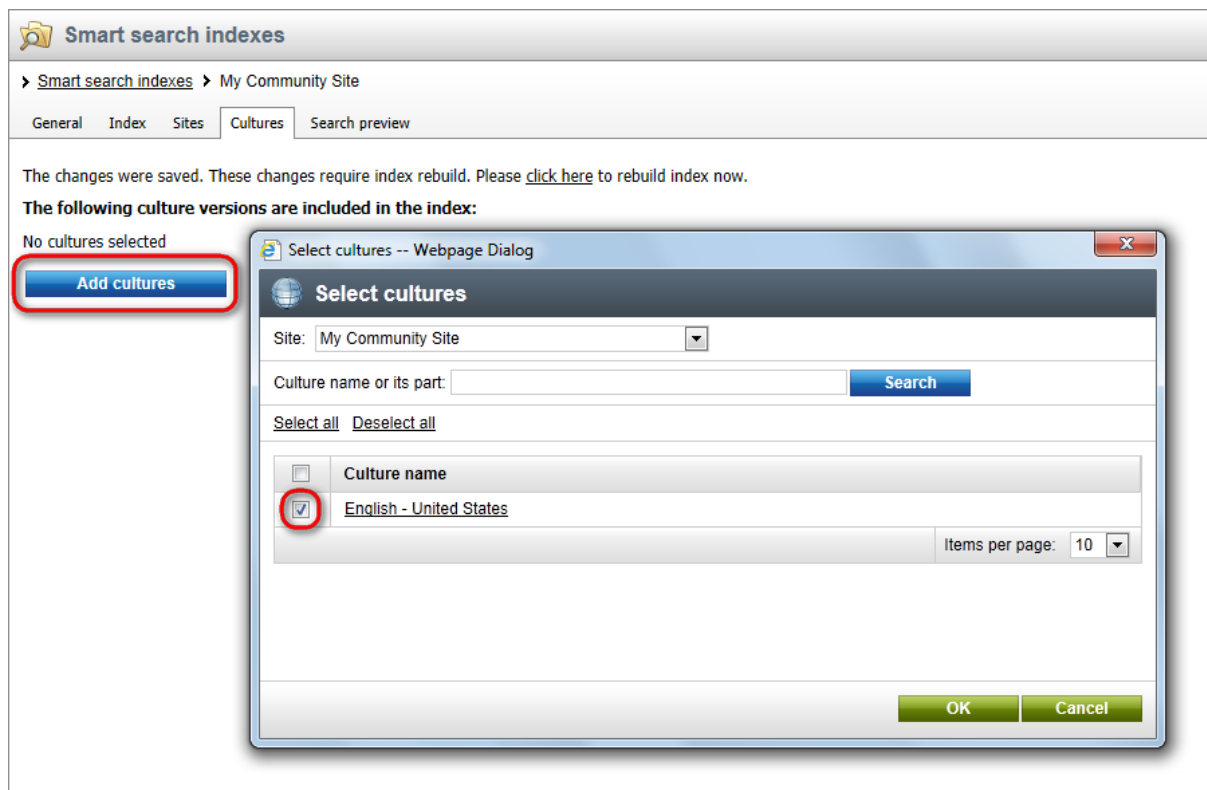 Smart search indexes
Smart search indexes > My Community Site
General Index Sites Cultures Search preview
The changes were saved. These changes require index rebuild. Please click here to rebuild index now.
The following culture versions are included in the index:
No cultures selected
Add cultures
Select cultures -- Webpage Dialog
Select cultures
Site: My Community Site
Culture name or its part: Search
Select all Deselect all
Culture name
English - United States
Items per page: 10
OK Cancel